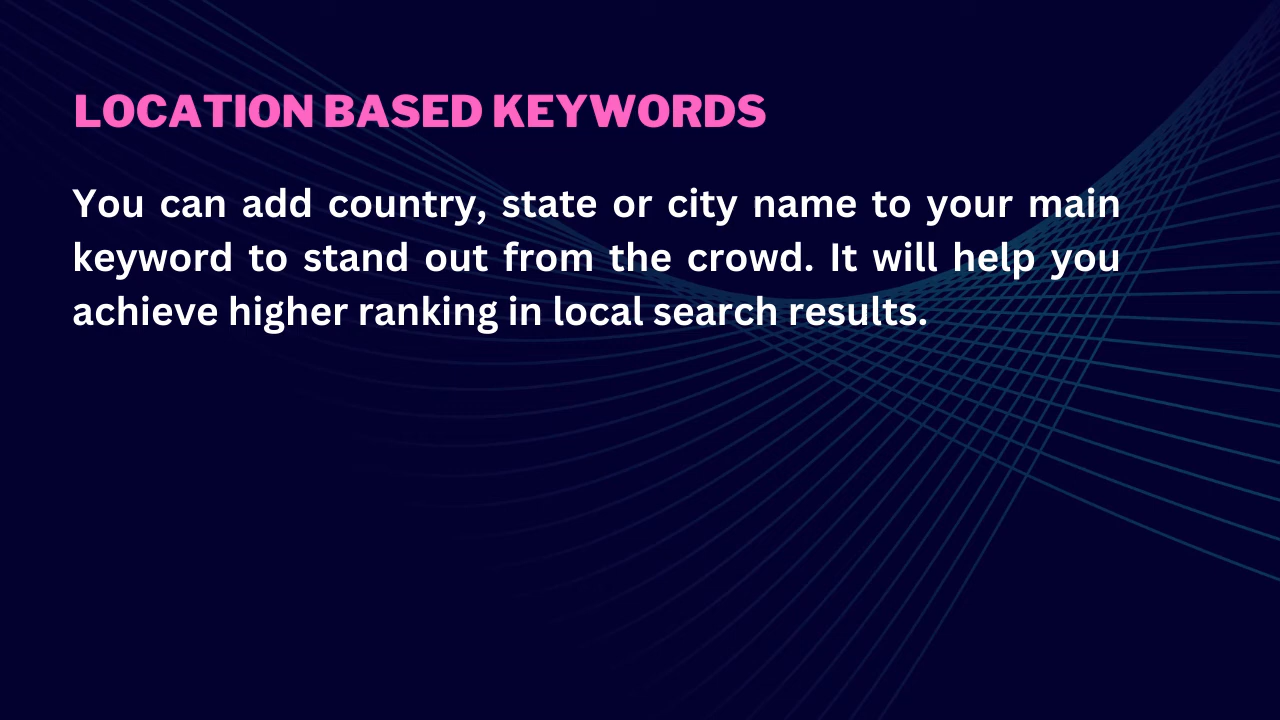 LOCATION BASED KEYWORDS
You can add country, state or city name to your main
keyword to stand out from the crowd. It will help you
achieve higher ranking in local search results.